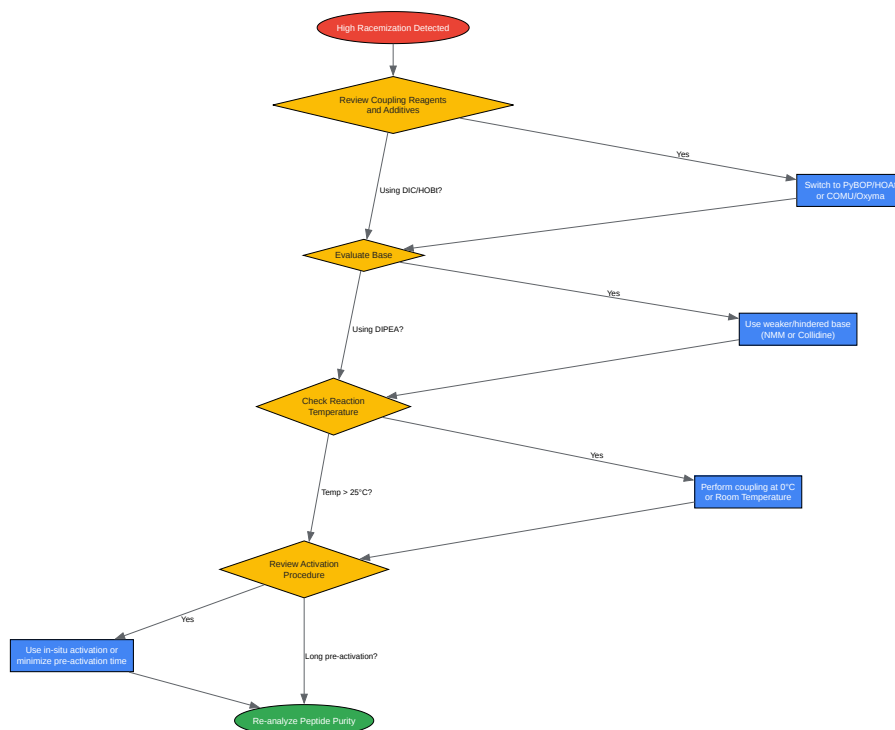 High Racemization Detected
Review Coupling Reagents
and Additives
Yes
Switch to PyBOP/HOA
or COMU/Oxyma
Using DIC/HOBt?
Evaluate Base
Yes
Use weaker/hindered base
(NMM or Collidine)
Using DIPEA?
Check Reaction
Temperature
Yes
Perform coupling at 0°C
or Room Temperature
Temp > 25°C?
Review Activation
Procedure
Yes
Use in-situ activation or
minimize pre-activation time
Long pre-activation?
Re-analyze Peptide Purity